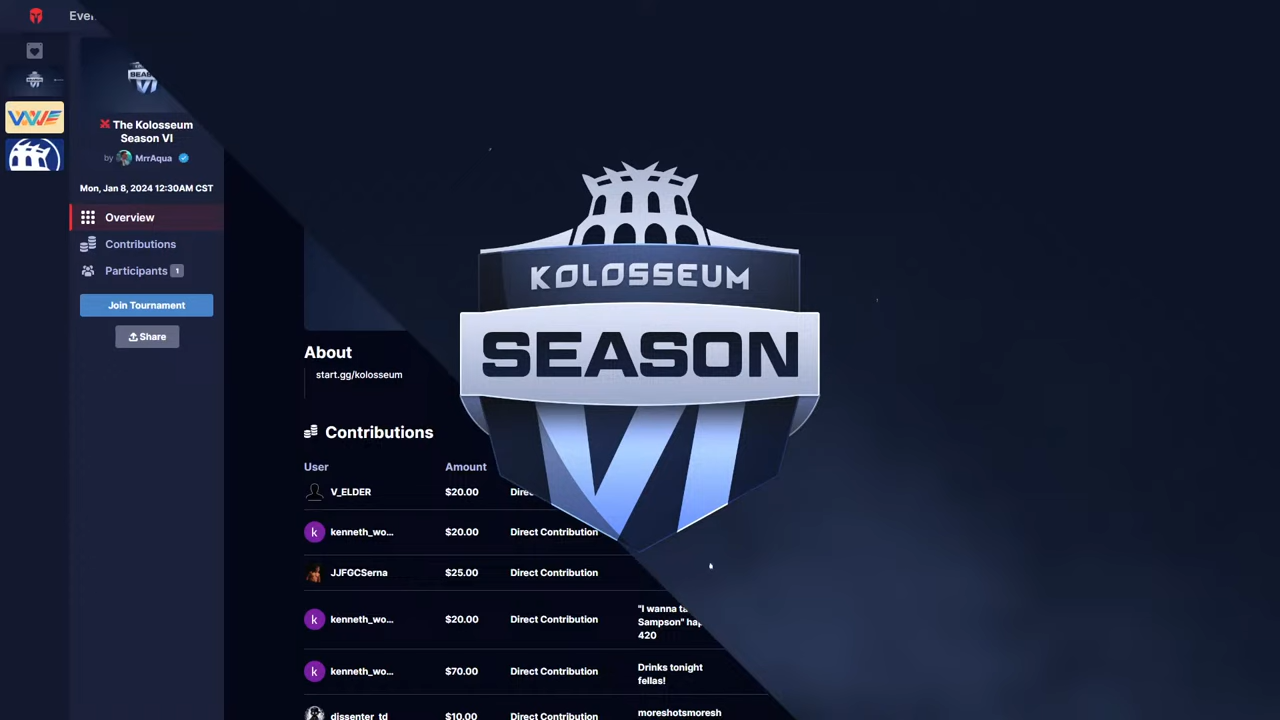 The Kolosseum
Season VI
by MrrAqua
Mon, Jan 8, 2024 12:30AM CST
Overview
Contributions
Participants 1
Join Tournament
Share
KOLOSSEUM
SEASON
VI
About
start.gg/kolosseum
Contributions
User Amount
V_ELDER $20.00
k kenneth_wo... $20.00 Direct Contribution
JJFGCSerna $25.00 Direct Contribution
k kenneth_wo... $20.00 Direct Contribution
"I wanna
Sampson"
420
k kenneth_wo... $70.00 Direct Contribution
Drinks tonight
fellas!
dissenter_td $10.00 Direct Contribution
moreshotsmoresh